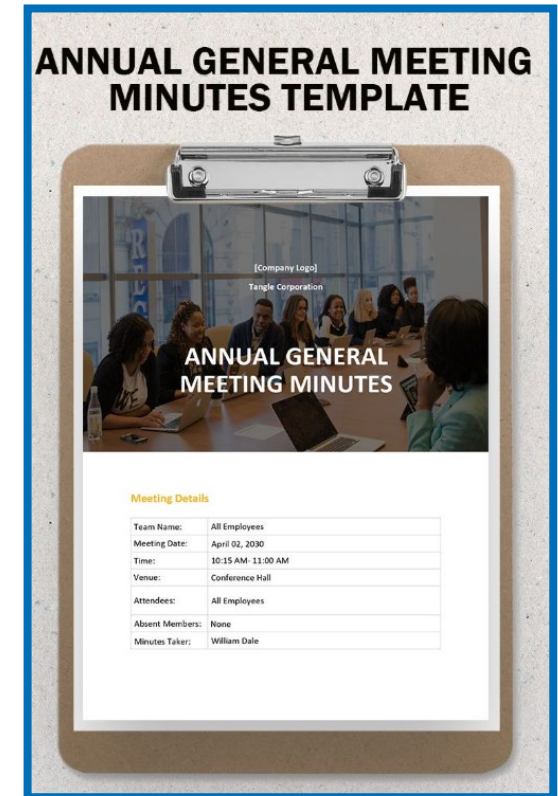 ANNUAL GENERAL MEETING
MINUTES TEMPLATE
[Company Logo]
Tangle Corporation
ANNUAL GENERAL
MEETING MINUTES
Meeting Details
Team Name: All Employees
Meeting Date: April 02, 2030
Time: 10:15 AM- 11:00 AM
Venue: Conference Hall
Attendees: All Employees
Absent Members: None
Minutes Taker: William Dale